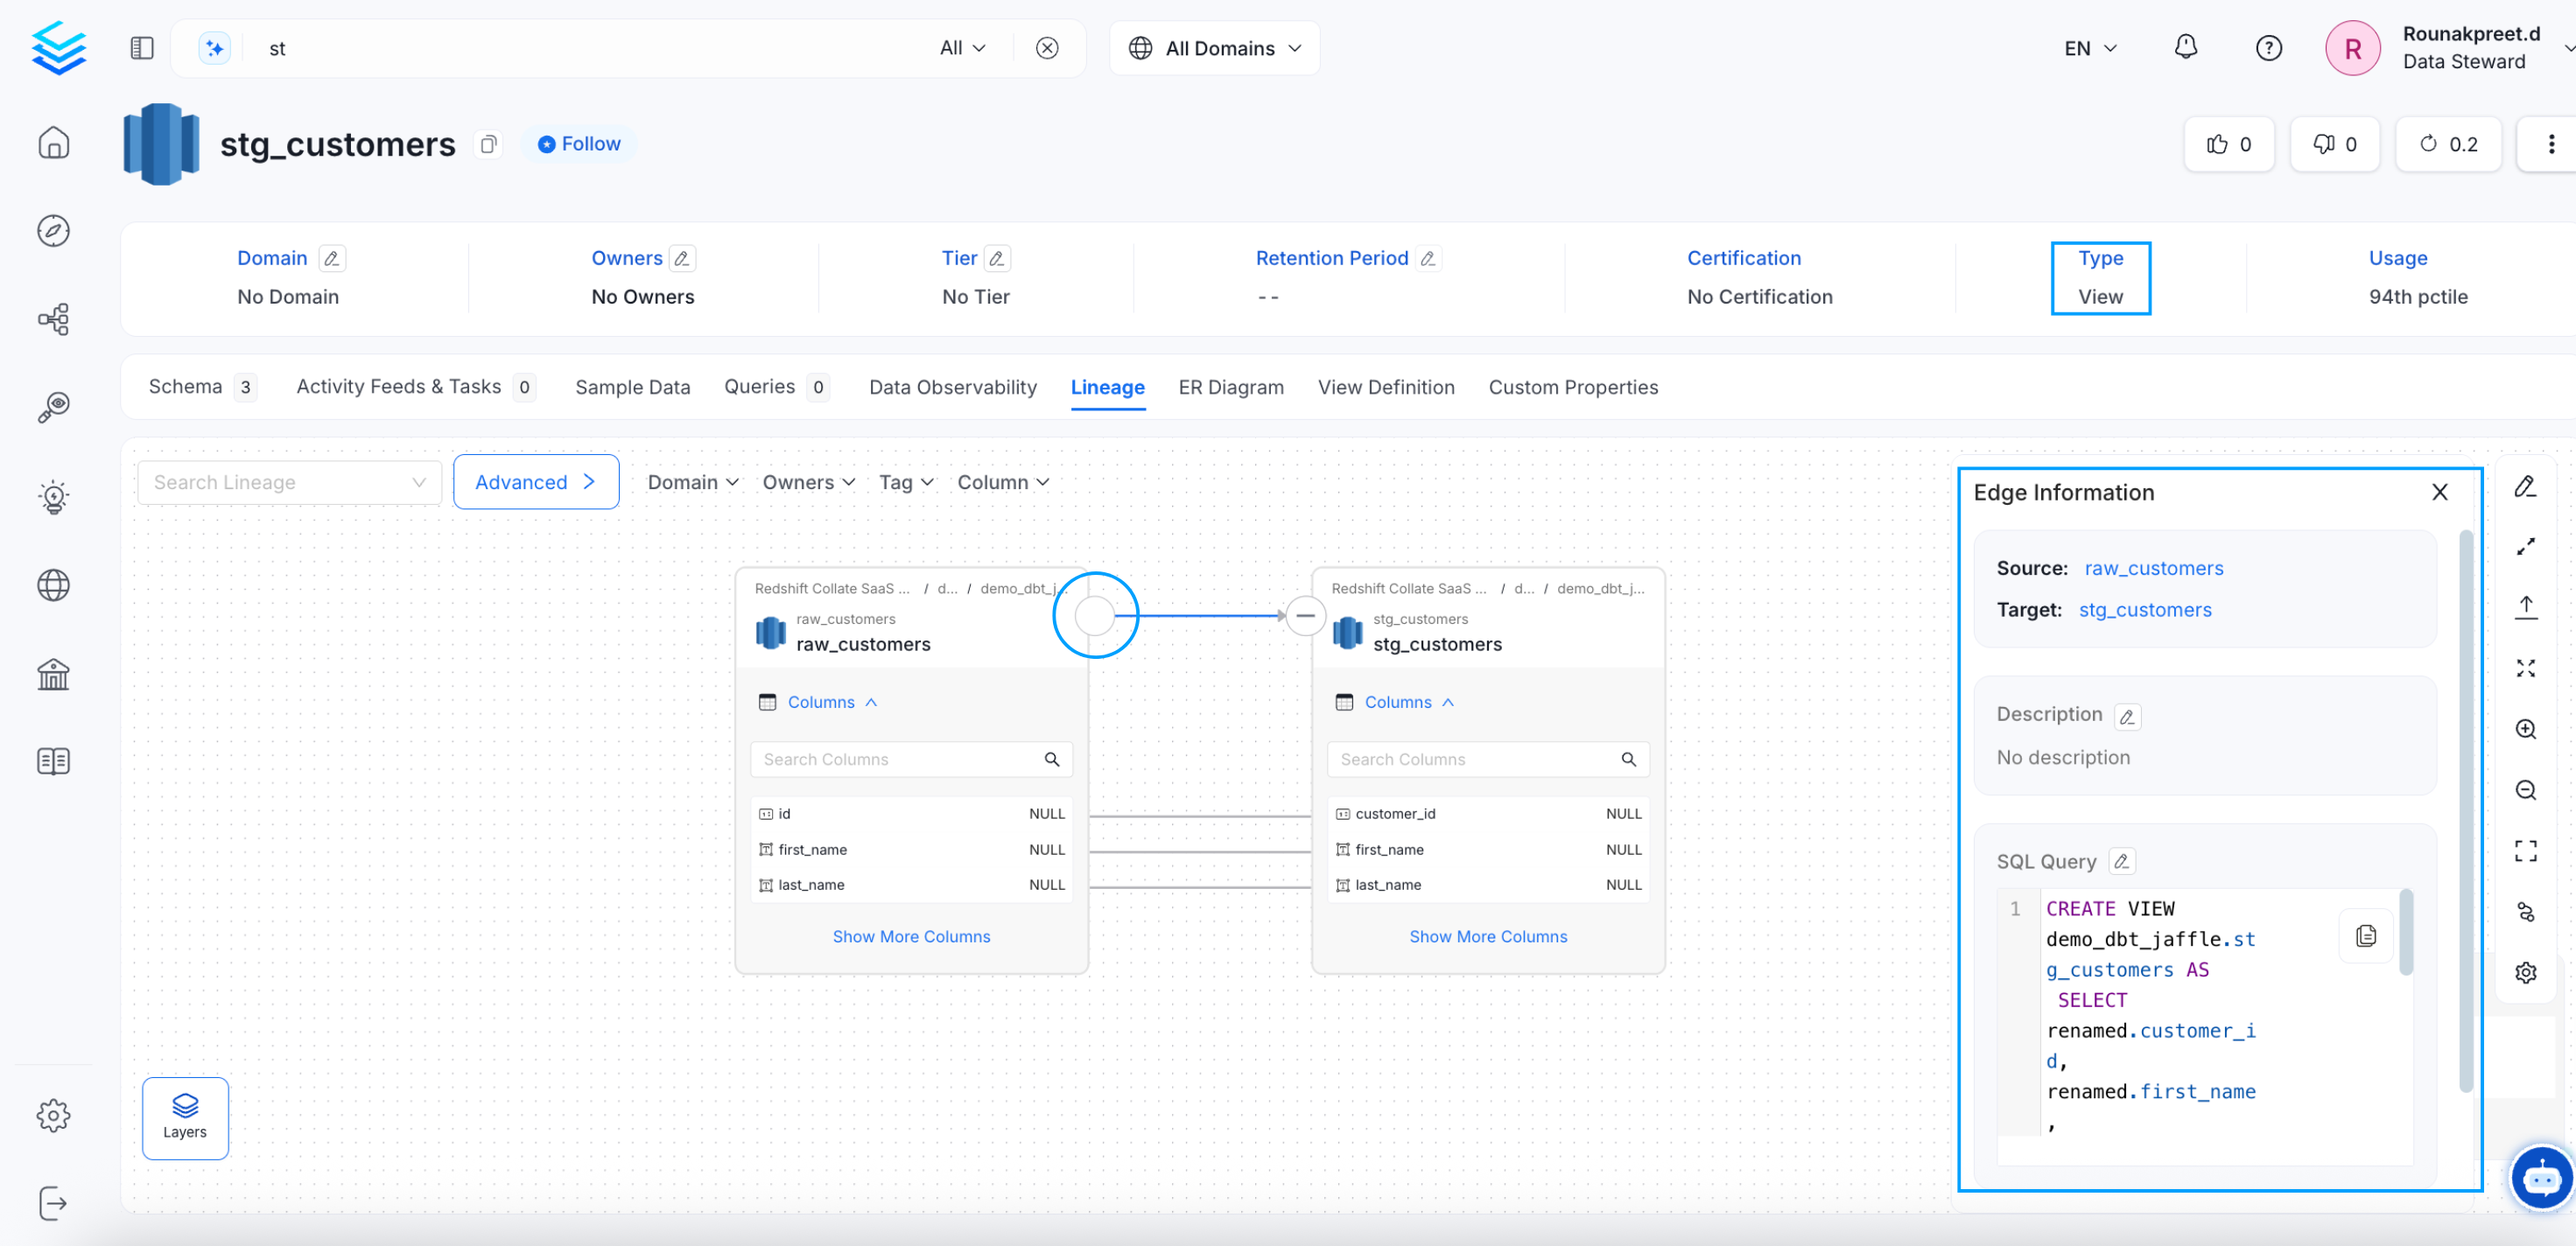 st
All
All Domains
EN
R
Rounakpreet.d
Data Steward
stg_customers
Follow
0
0
0.2
Domain
No Domain
Owners
No Owners
Tier
No Tier
Retention Period
--
Certification
No Certification
Type
View
Usage
94th pctile
Schema 3
Activity Feeds & Tasks 0
Sample Data
Queries 0
Data Observability
Lineage
ER Diagram
View Definition
Custom Properties
Search Lineage
Advanced
Domain
Owners
Tag
Column
Redshift Collate SaaS ... / d... / demo_dbt_j...
raw_customers
raw_customers
Columns
Search Columns
id NULL
first_name NULL
last_name NULL
Show More Columns
Redshift Collate SaaS ... / d... / demo_dbt_j...
stg_customers
stg_customers
Columns
Search Columns
customer_id NULL
first_name NULL
last_name NULL
Show More Columns
Layers
Edge Information
Source: raw_customers
Target: stg_customers
Description
No description
SQL Query
1 CREATE VIEW
demo_dbt_jaffle.st
g_customers AS
SELECT
renamed.customer_i
d,
renamed.first_name
,